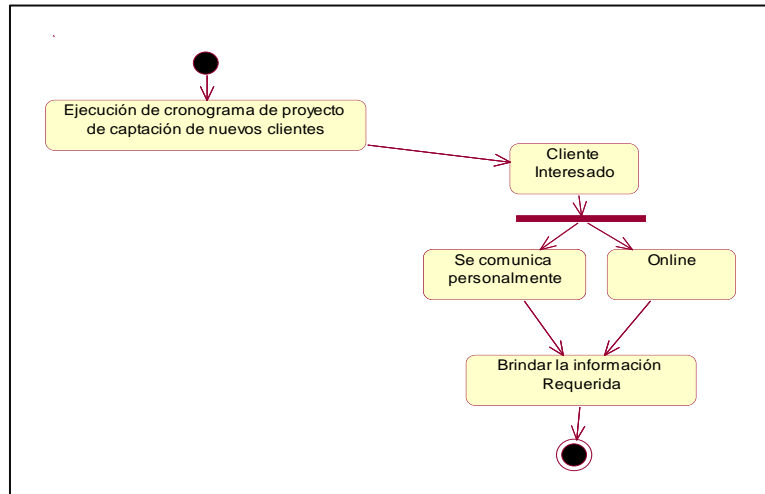 Ejecución de cronograma de proyecto
de captación de nuevos clientes
Cliente
Interesado
Se comunica
personalmente
Online
Brindar la información
Requerida